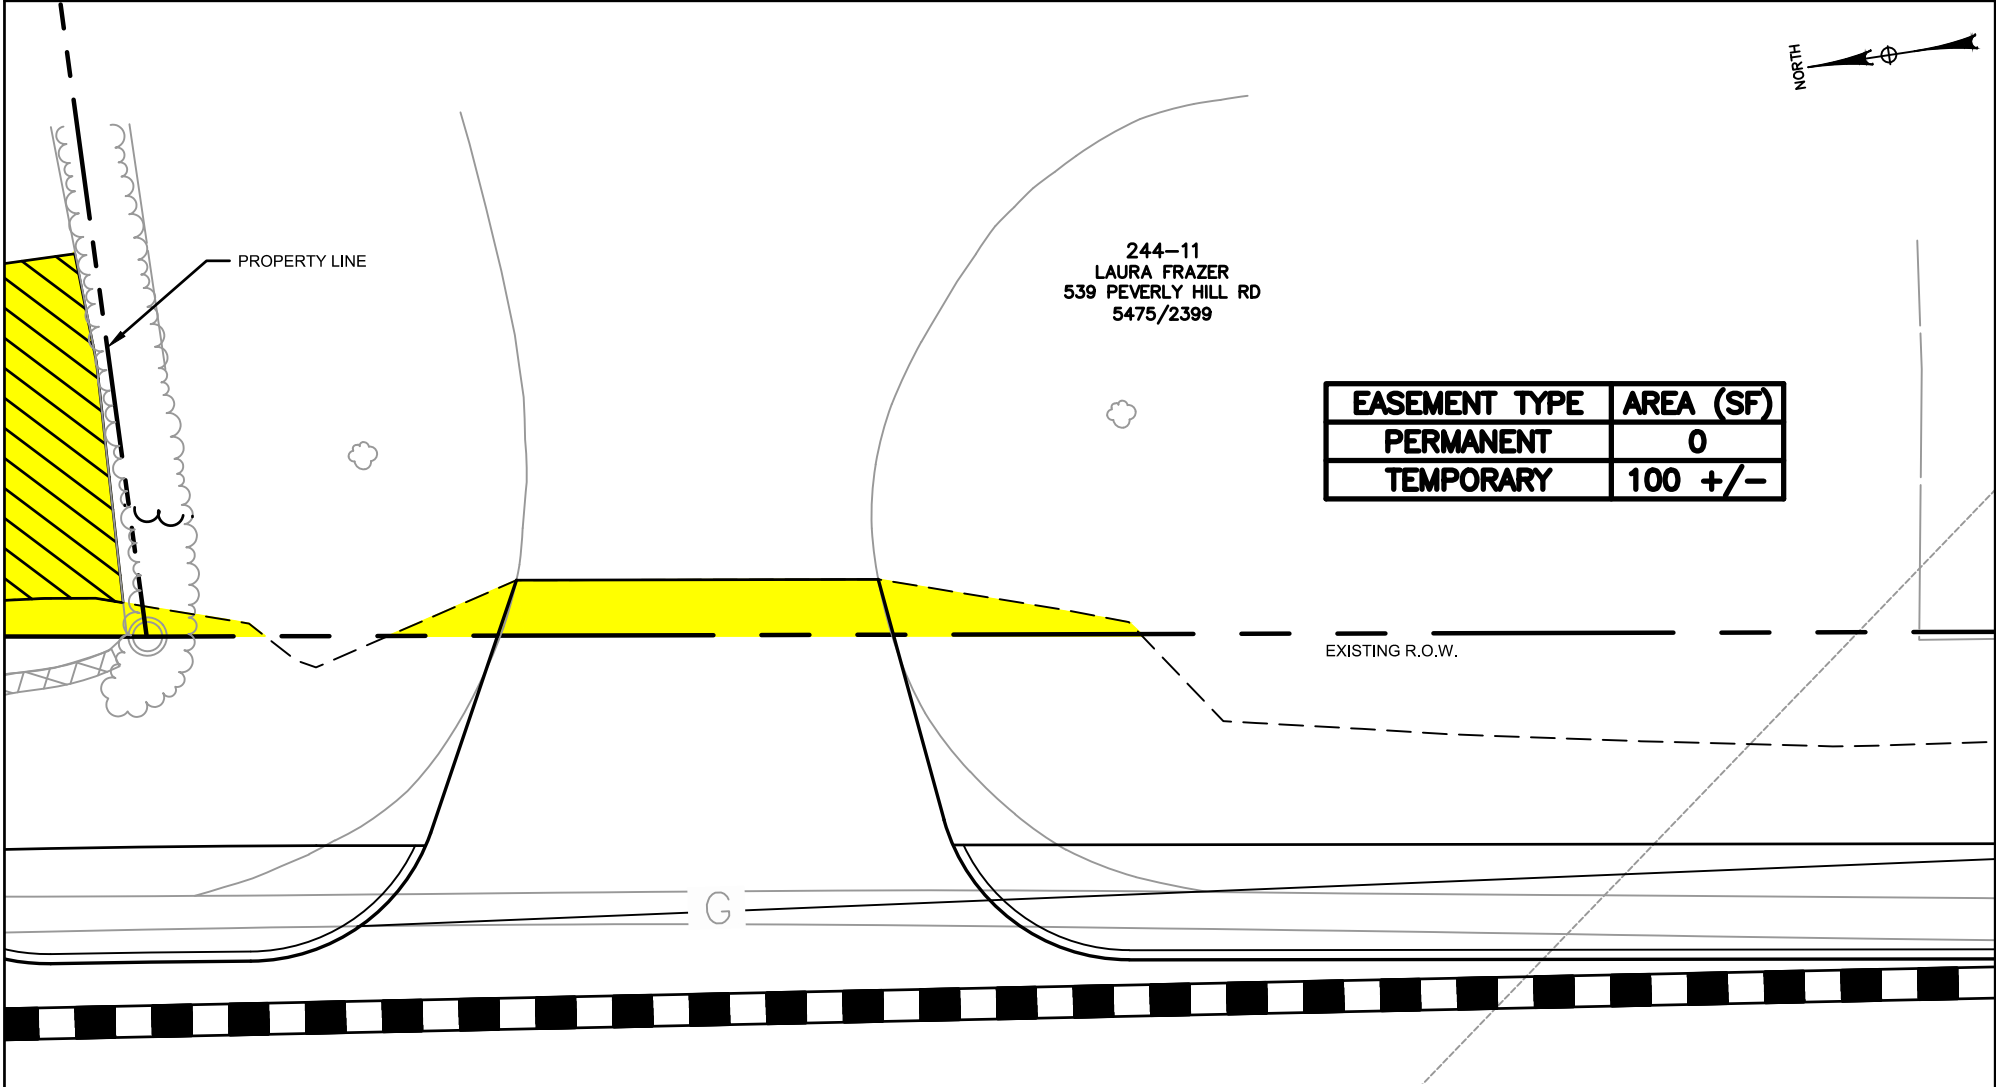 NORTH
PROPERTY LINE
244-11
LAURA FRAZER
539 PEVERLY HILL RD
5475/2399
EASEMENT TYPE AREA (SF)
PERMANENT 0
TEMPORARY 100 +/-
EXISTING R.O.W.
G